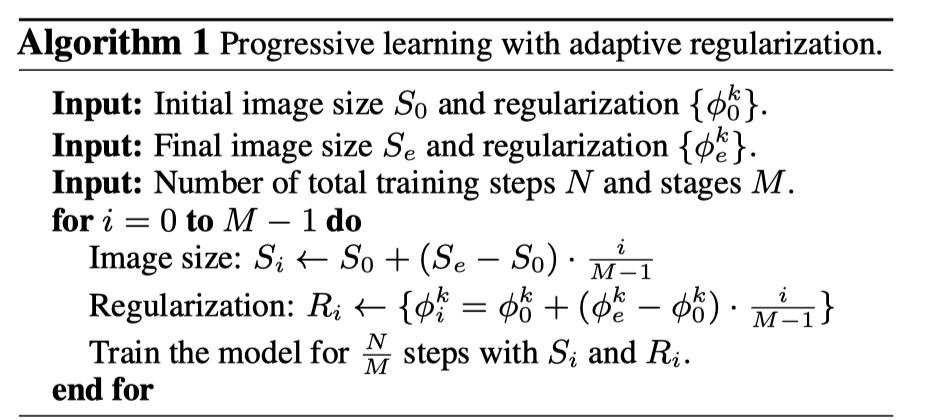 Algorithm 1 Progressive learning with adaptive regularization.
Input: Initial image size $S_0$ and regularization $\{\phi_0^k\}$.
Input: Final image size $S_e$ and regularization $\{\phi_e^k\}$.
Input: Number of total training steps $N$ and stages $M$.
for $i = 0$ to $M - 1$ do
Image size: $S_i \leftarrow S_0 + (S_e - S_0) \cdot \frac{i}{M-1}$
Regularization: $R_i \leftarrow \{\phi_i^k = \phi_0^k + (\phi_e^k - \phi_0^k) \cdot \frac{i}{M-1}\}$
Train the model for $\frac{N}{M}$ steps with $S_i$ and $R_i$.
end for